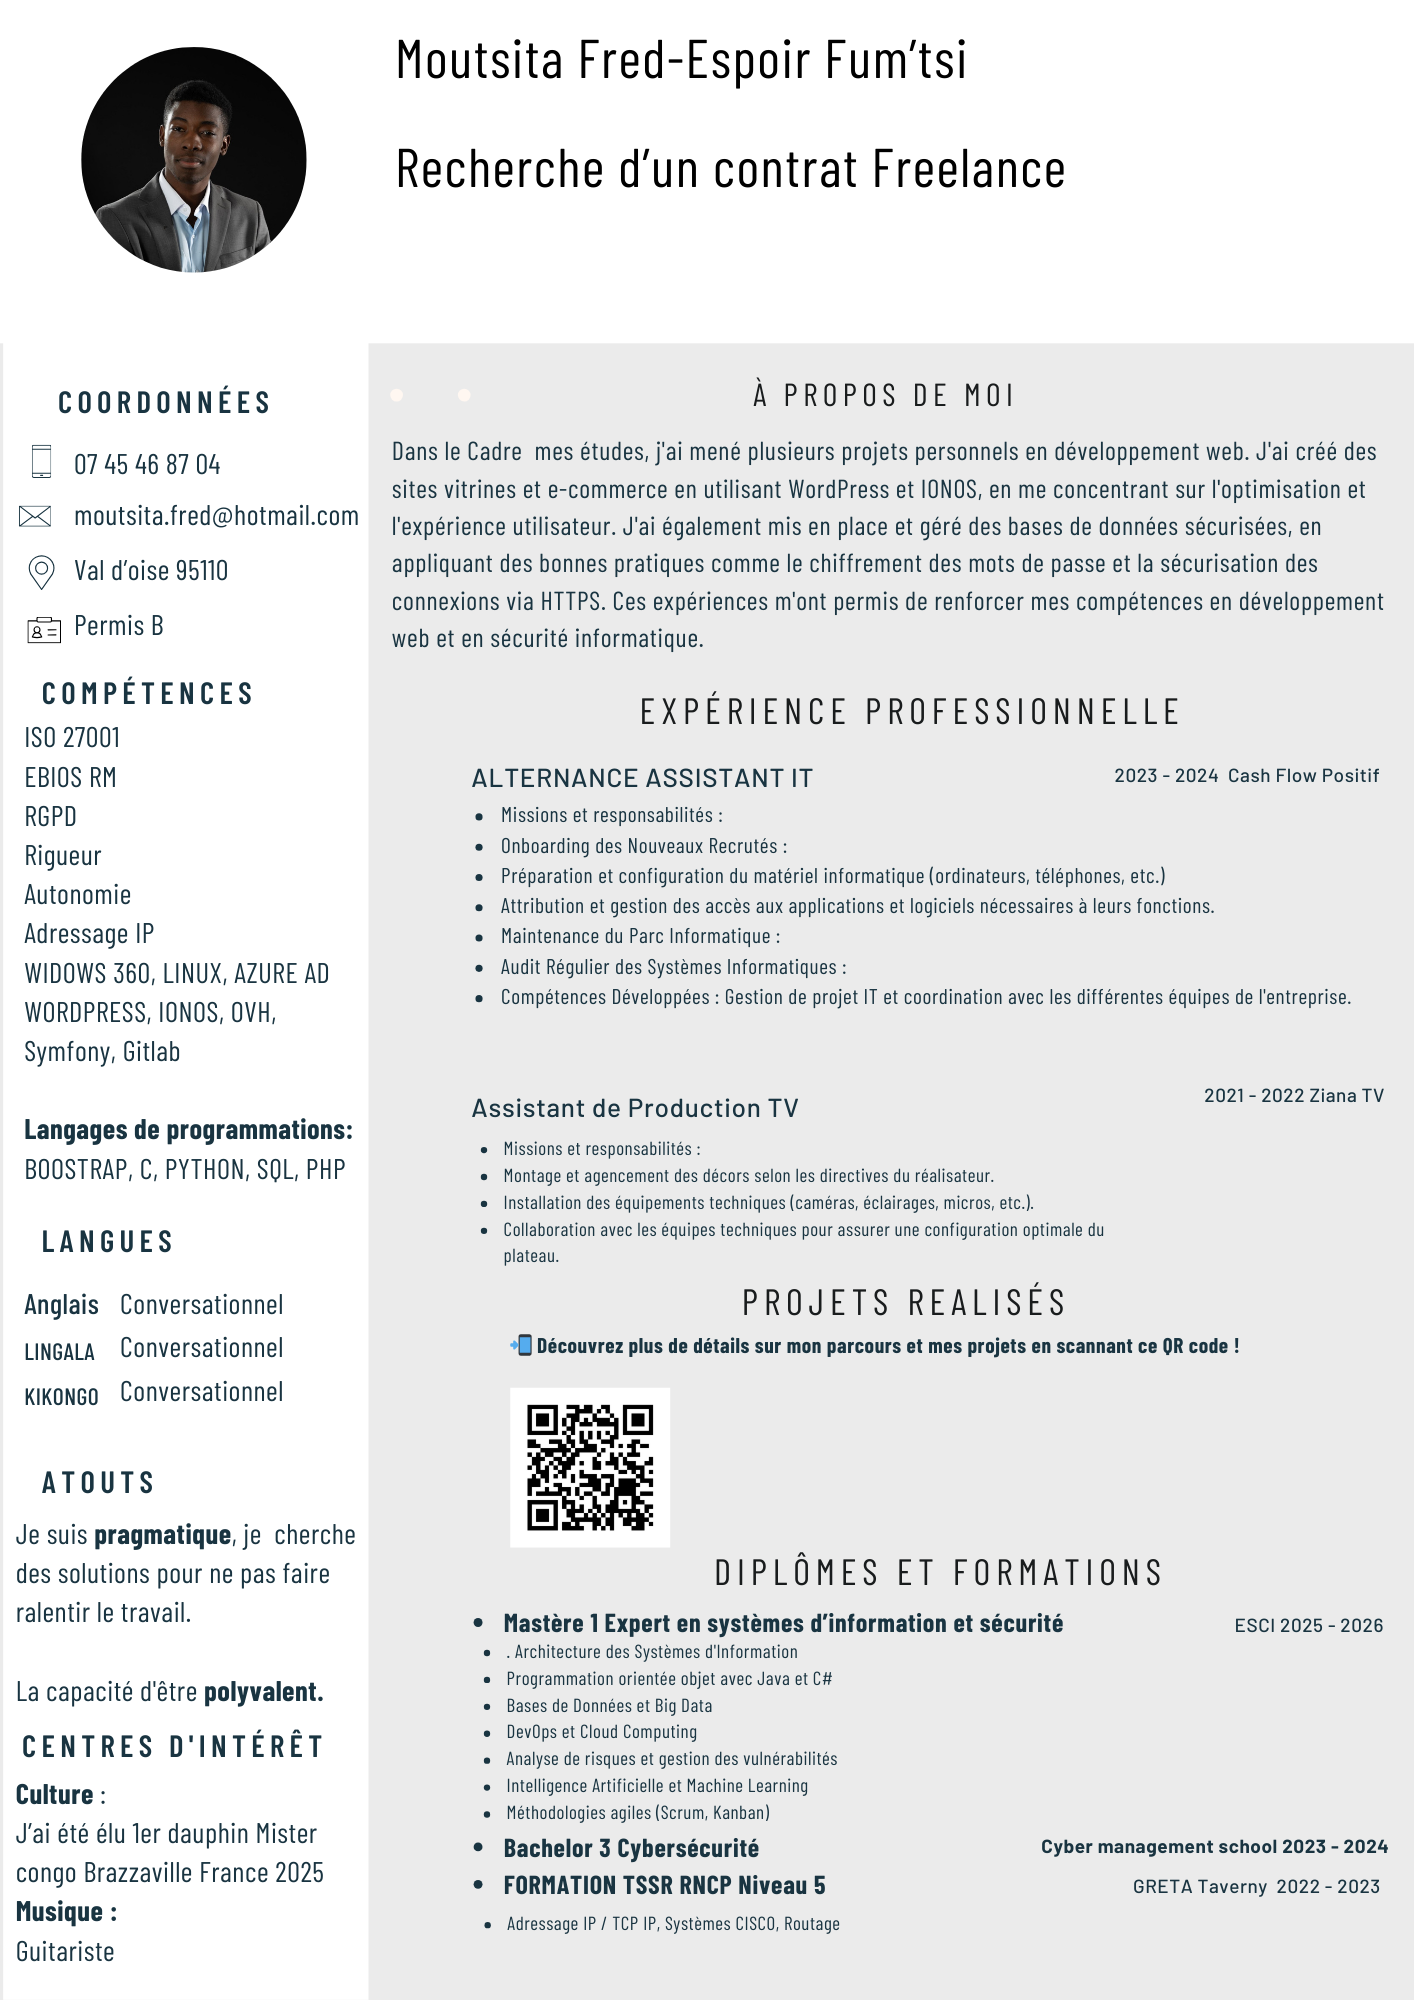 Moutsita Fred-Espoir Fum’tsi
Recherche d’un contrat Freelance
COORDONNÉES
07 45 46 87 04
moutsita.fred@hotmail.com
Val d’oise 95110
Permis B
COMPÉTENCES
ISO 27001
EBIOS RM
RGPD
Rigueur
Autonomie
Adressage IP
WIDOWS 360, LINUX, AZURE AD
WORDPRESS, IONOS, OVH,
Symfony, Gitlab
Langages de programmations:
BOOSTRAP, C, PYTHON, SQL, PHP
LANGUES
Anglais Conversationnel
LINGALA Conversationnel
KIKONGO Conversationnel
ATOUTS
Je suis pragmatique, je  cherche
des solutions pour ne pas faire
ralentir le travail.
La capacité d'être polyvalent.
CENTRES D'INTÉRÊT
Culture :
J’ai été élu 1er dauphin Mister
congo Brazzaville France 2025
Musique :
Guitariste
À PROPOS DE MOI
Dans le Cadre  mes études, j'ai mené plusieurs projets personnels en développement web. J'ai créé des
sites vitrines et e-commerce en utilisant WordPress et IONOS, en me concentrant sur l'optimisation et
l'expérience utilisateur. J'ai également mis en place et géré des bases de données sécurisées, en
appliquant des bonnes pratiques comme le chiffrement des mots de passe et la sécurisation des
connexions via HTTPS. Ces expériences m'ont permis de renforcer mes compétences en développement
web et en sécurité informatique.
EXPÉRIENCE PROFESSIONNELLE
ALTERNANCE ASSISTANT IT 2023 - 2024  Cash Flow Positif
• Missions et responsabilités :
• Onboarding des Nouveaux Recrutés :
• Préparation et configuration du matériel informatique (ordinateurs, téléphones, etc.)
• Attribution et gestion des accès aux applications et logiciels nécessaires à leurs fonctions.
• Maintenance du Parc Informatique :
• Audit Régulier des Systèmes Informatiques :
• Compétences Développées : Gestion de projet IT et coordination avec les différentes équipes de l'entreprise.
Assistant de Production TV 2021 - 2022 Ziana TV
• Missions et responsabilités :
• Montage et agencement des décors selon les directives du réalisateur.
• Installation des équipements techniques (caméras, éclairages, micros, etc.).
• Collaboration avec les équipes techniques pour assurer une configuration optimale du
plateau.
PROJETS REALISÉS
📲 Découvrez plus de détails sur mon parcours et mes projets en scannant ce QR code !
DIPLÔMES ET FORMATIONS
• Mastère 1 Expert en systèmes d’information et sécurité ESCI 2025 - 2026
• . Architecture des Systèmes d'Information
• Programmation orientée objet avec Java et C#
• Bases de Données et Big Data
• DevOps et Cloud Computing
• Analyse de risques et gestion des vulnérabilités
• Intelligence Artificielle et Machine Learning
• Méthodologies agiles (Scrum, Kanban)
• Bachelor 3 Cybersécurité Cyber management school 2023 - 2024
• FORMATION TSSR RNCP Niveau 5 GRETA Taverny  2022 - 2023
• Adressage IP / TCP IP, Systèmes CISCO, Routage